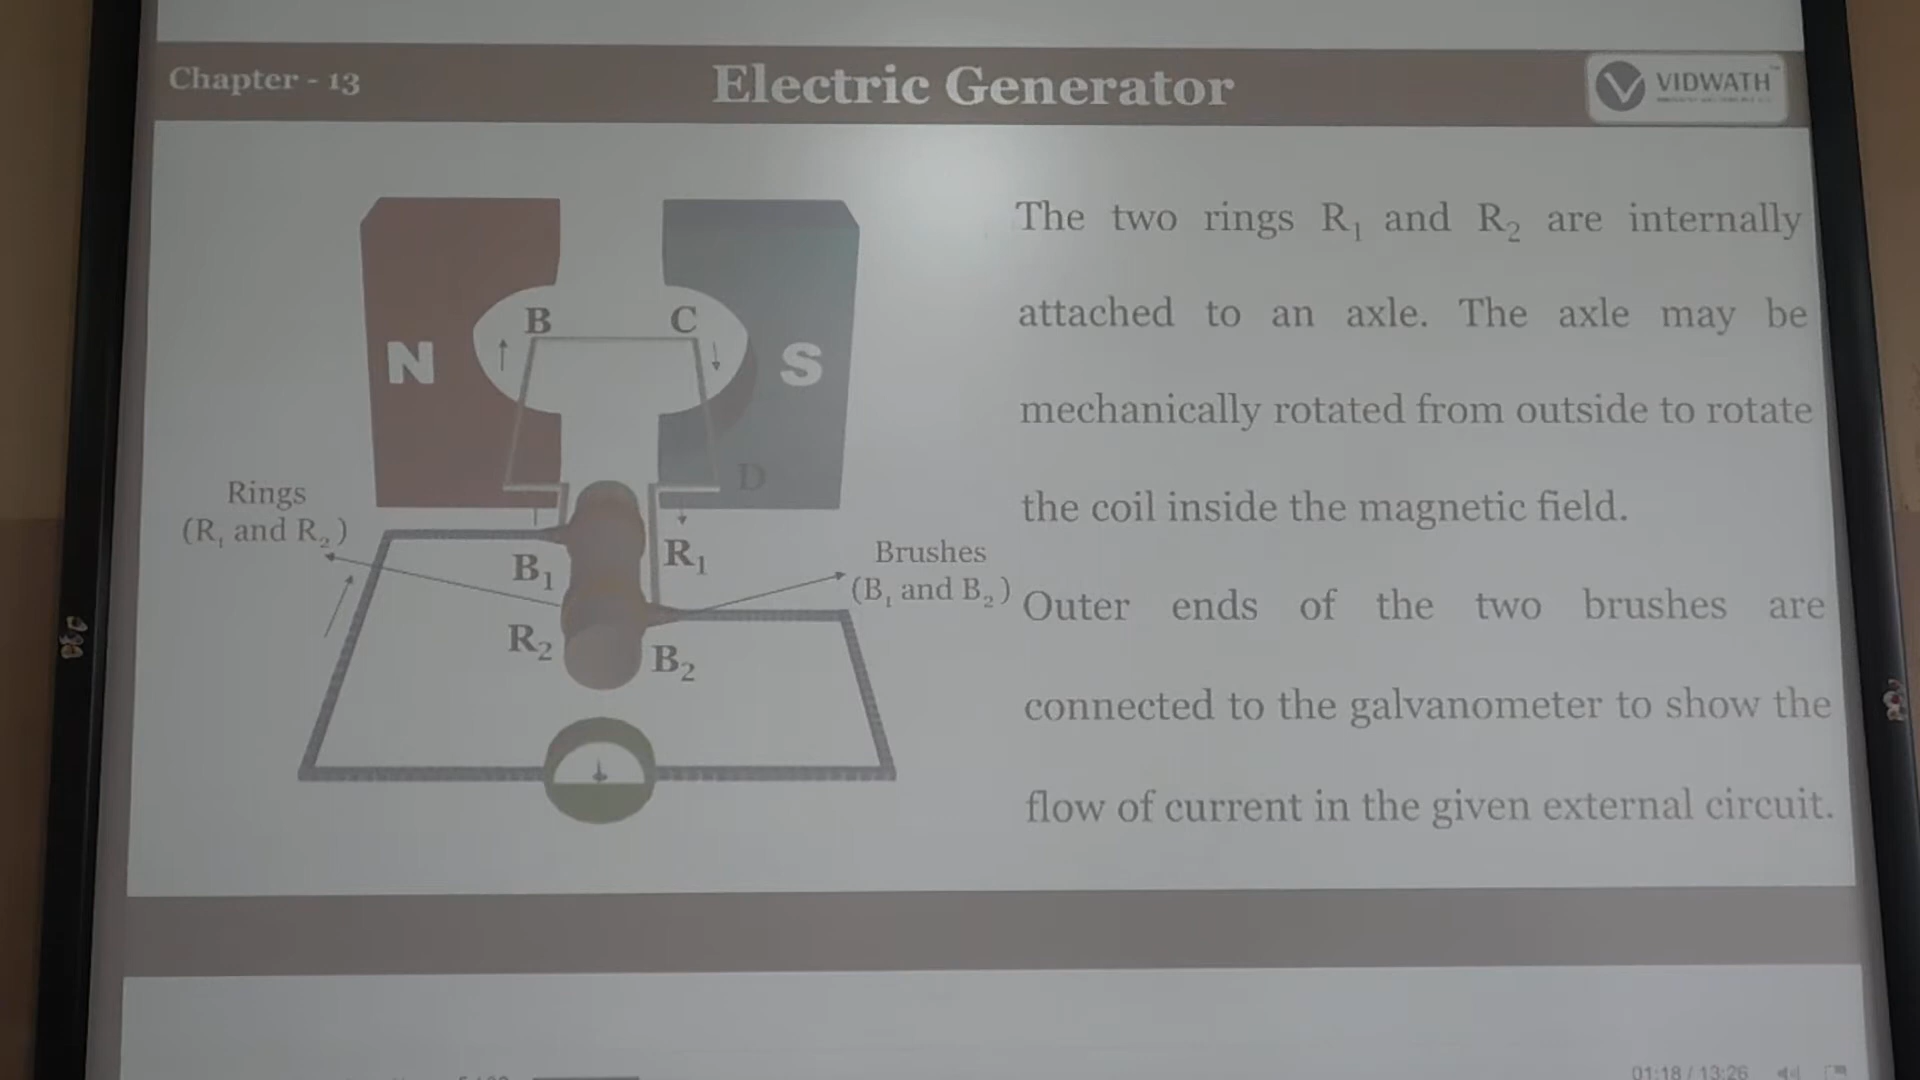 Chapter - 13
Electric Generator
VIDWATH
The two rings R₁ and R₂ are internally
attached to an axle. The axle may be
mechanically rotated from outside to rotate
the coil inside the magnetic field.
Outer ends of the two brushes are
connected to the galvanometer to show the
flow of current in the given external circuit.
B
C
N
S
D
Rings
(R₁ and R₂)
B₁
R₁
Brushes
(B₁ and B₂)
R₂
B₂
01:18 / 13:26